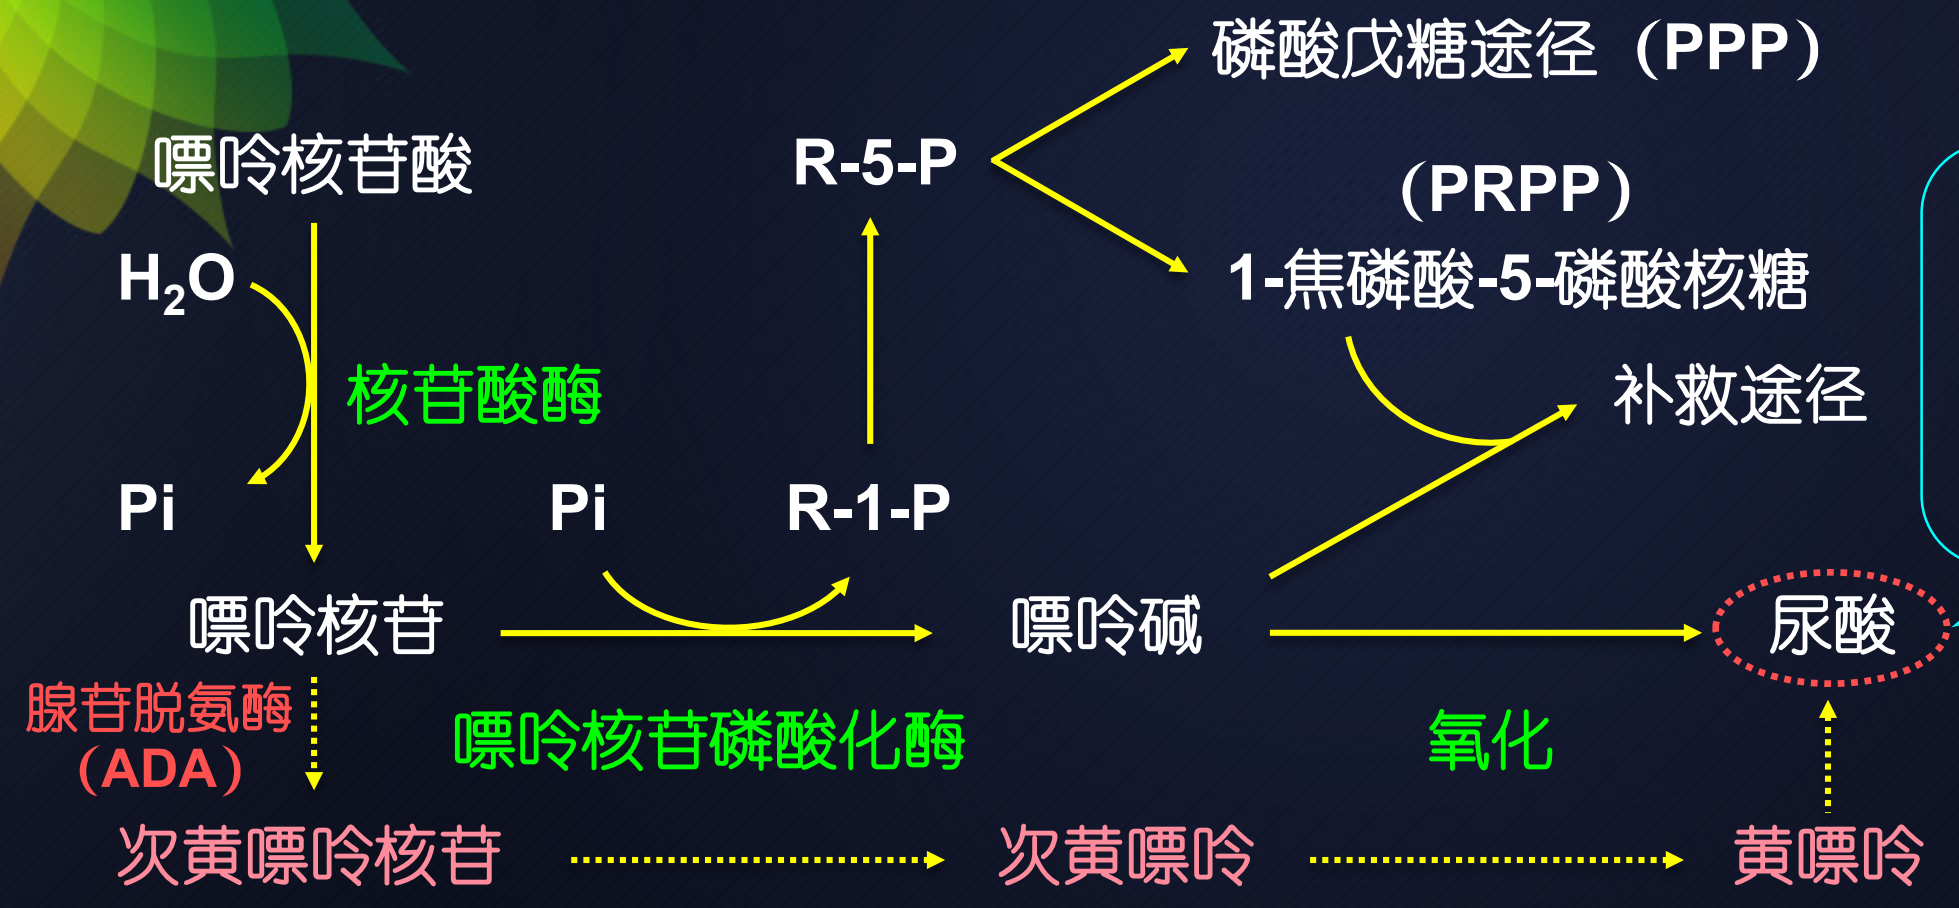 磷酸戊糖途径（PPP）
嘌呤核苷酸
R-5-P
（PRPP）
H₂O
1-焦磷酸-5-磷酸核糖
核苷酸酶
补救途径
Pi
Pi
R-1-P
嘌呤核苷
嘌呤碱
尿酸
腺苷脱氨酶
（ADA）
嘌呤核苷磷酸化酶
氧化
次黄嘌呤核苷
次黄嘌呤
黄嘌呤